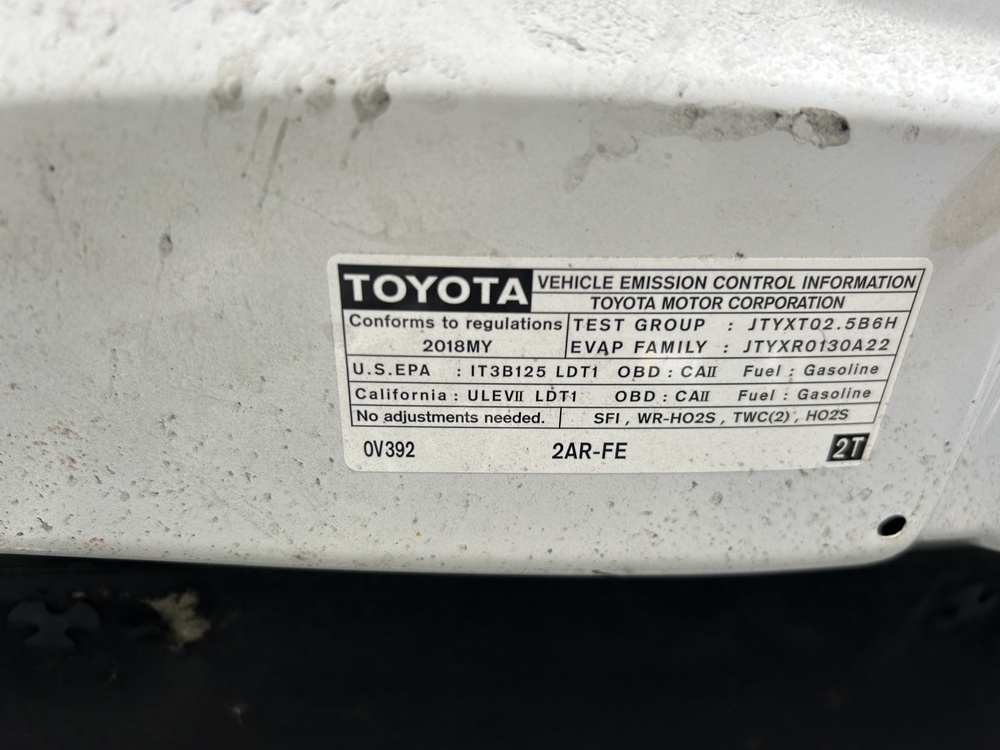 TOYOTA VEHICLE EMISSION CONTROL INFORMATION
TOYOTA MOTOR CORPORATION
Conforms to regulations TEST GROUP : JTYXT02.5B6H
2018MY EVAP FAMILY : JTYXR0130A22
U.S.EPA : IT3B125 LDT1 OBD : CAII Fuel : Gasoline
California : ULEVII LDT1 OBD : CAII Fuel : Gasoline
No adjustments needed. SFI , WR-HO2S , TWC(2) , HO2S
0V392 2AR-FE 2T